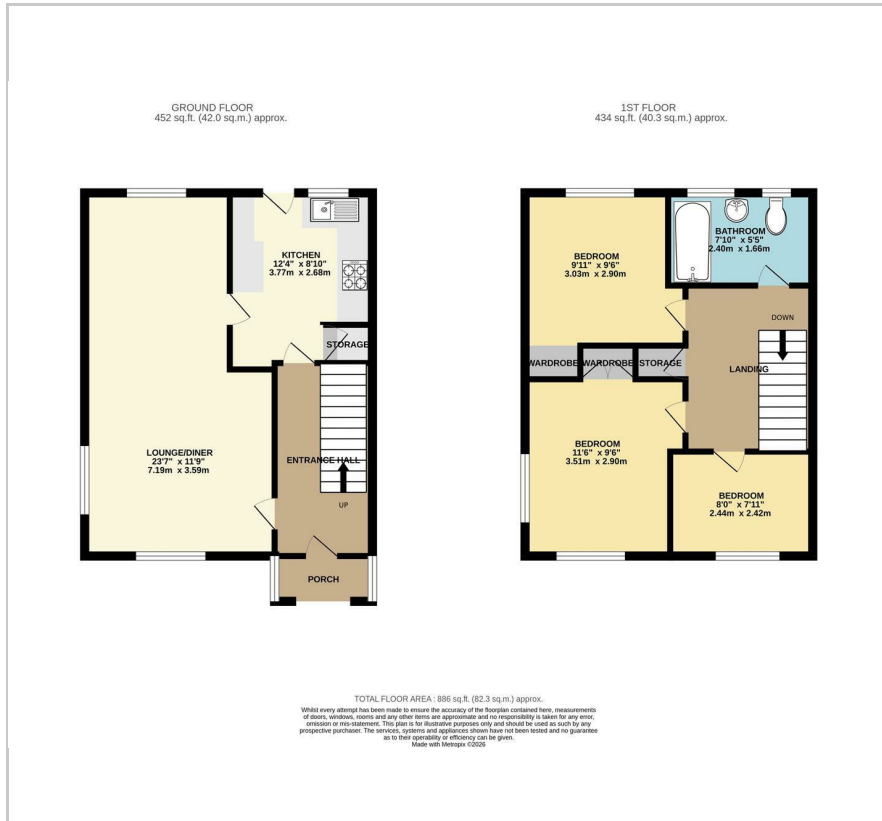 GROUND FLOOR
452 sq.ft. (42.0 sq.m.) approx.
KITCHEN
12'4" x 8'10"
3.77m x 2.68m
STORAGE
LOUNGE/DINER
23'7" x 11'9"
7.19m x 3.59m
ENTRANCE HALL
UP
PORCH
1ST FLOOR
434 sq.ft. (40.3 sq.m.) approx.
BATHROOM
7'10" x 5'5"
2.40m x 1.66m
BEDROOM
9'11" x 9'6"
3.03m x 2.90m
DOWN
WARDROBE
WARDROBE
STORAGE
LANDING
BEDROOM
11'6" x 9'6"
3.51m x 2.90m
BEDROOM
8'0" x 7'11"
2.44m x 2.42m
TOTAL FLOOR AREA : 886 sq.ft. (82.3 sq.m.) approx.
Whilst every attempt has been made to ensure the accuracy of the floorplan contained here, measurements
of doors, windows, rooms and any other items are approximate and no responsibility is taken for any error,
omission or mis-statement. This plan is for illustrative purposes only and should be used as such by any
prospective purchaser. The services, systems and appliances shown have not been tested and no guarantee
as to their operability or efficiency can be given.
Made with Metropix ©2026